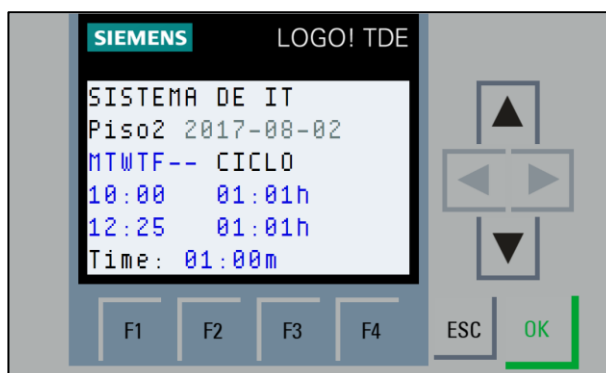 SIEMENS LOGO! TDE
SISTEMA DE IT
Piso2 2017-08-02
MTWTF-- CICLO
10:00 01:01h
12:25 01:01h
Time: 01:00m
F1 F2 F3 F4 ESC OK